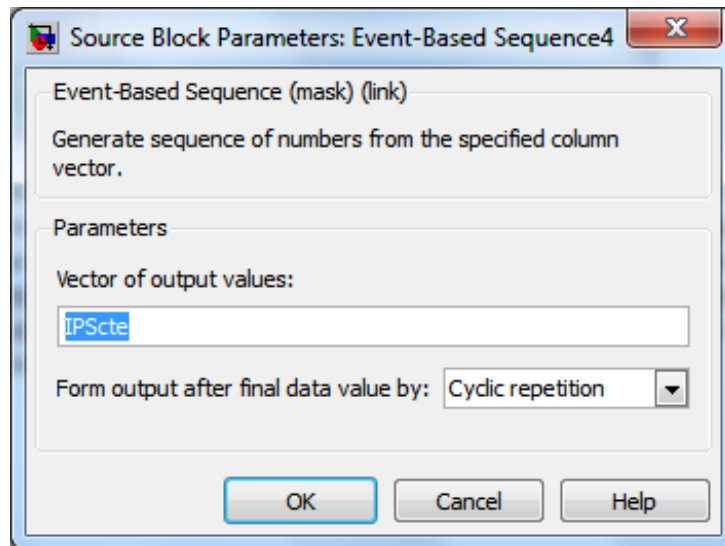 Source Block Parameters: Event-Based Sequence4
Event-Based Sequence (mask) (link)
Generate sequence of numbers from the specified column
vector.
Parameters
Vector of output values:
IPScte
Form output after final data value by: Cyclic repetition
OK Cancel Help